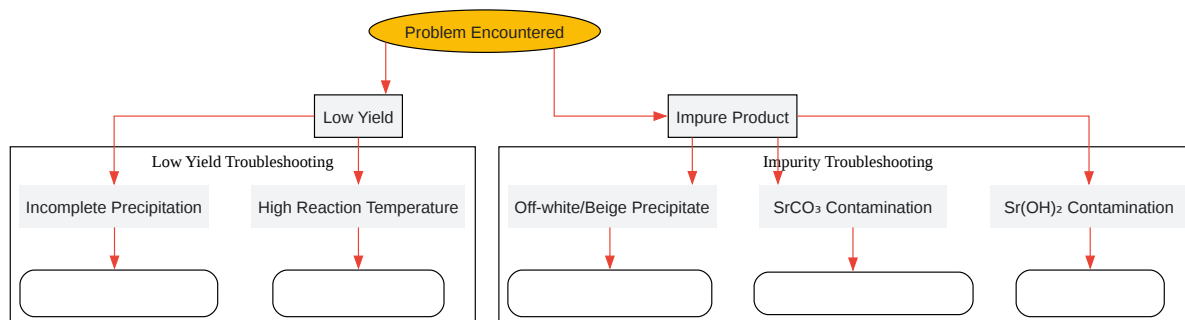 Problem Encountered
Low Yield
Impure Product
Low Yield Troubleshooting
Impurity Troubleshooting
Incomplete Precipitation
High Reaction Temperature
Off-white/Beige Precipitate
SrCO₃ Contamination
Sr(OH)₂ Contamination